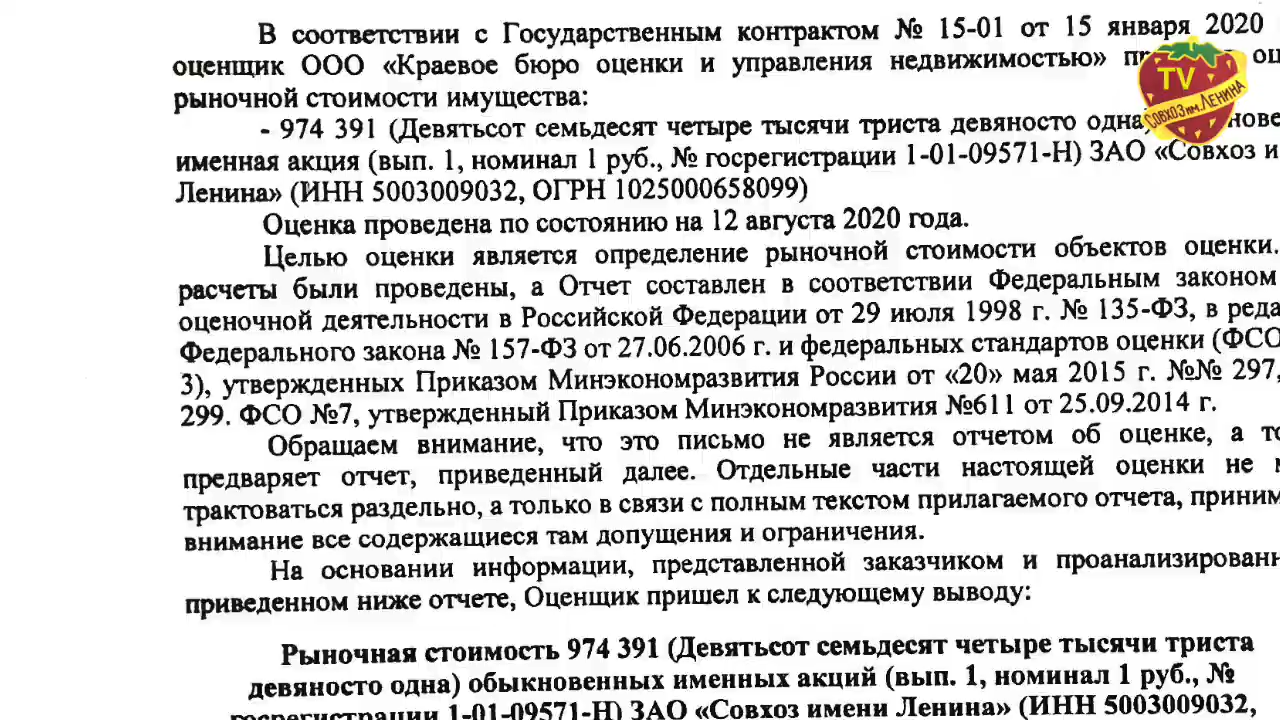 В соответствии с Государственным контрактом № 15-01 от 15 января 2020
оценщик ООО «Краевое бюро оценки и управления недвижимостью»
рыночной стоимости имущества:
- 974 391 (Девятьсот семьдесят четыре тысячи триста девяносто одна)
именная акция (вып. 1, номинал 1 руб., № госрегистрации 1-01-09571-Н) ЗАО «Совхоз
Ленина» (ИНН 5003009032, ОГРН 1025000658099)
Оценка проведена по состоянию на 12 августа 2020 года.
Целью оценки является определение рыночной стоимости объектов оценки.
расчеты были проведены, а Отчет составлен в соответствии Федеральным законом
оценочной деятельности в Российской Федерации от 29 июля 1998 г. № 135-ФЗ, в
Федерального закона № 157-ФЗ от 27.06.2006 г. и федеральных стандартов оценки (ФСО
3), утвержденных Приказом Минэкономразвития России от «20» мая 2015 г. №№ 297,
299. ФСО №7, утвержденный Приказом Минэкономразвития №611 от 25.09.2014 г.
Обращаем внимание, что это письмо не является отчетом об оценке, а
предваряет отчет, приведенный далее. Отдельные части настоящей оценки не
трактоваться раздельно, а только в связи с полным текстом прилагаемого отчета,
внимание все содержащиеся там допущения и ограничения.
На основании информации, представленной заказчиком и
приведенном ниже отчете, Оценщик пришел к следующему выводу:
Рыночная стоимость 974 391 (Девятьсот семьдесят четыре тысячи триста
девяносто одна) обыкновенных именных акций (вып. 1, номинал 1 руб., №
госрегистрации 1-01-09571-Н) ЗАО «Совхоз имени Ленина» (ИНН 5003009032,
TV
СОВХОЗ им. ЛЕНИНА